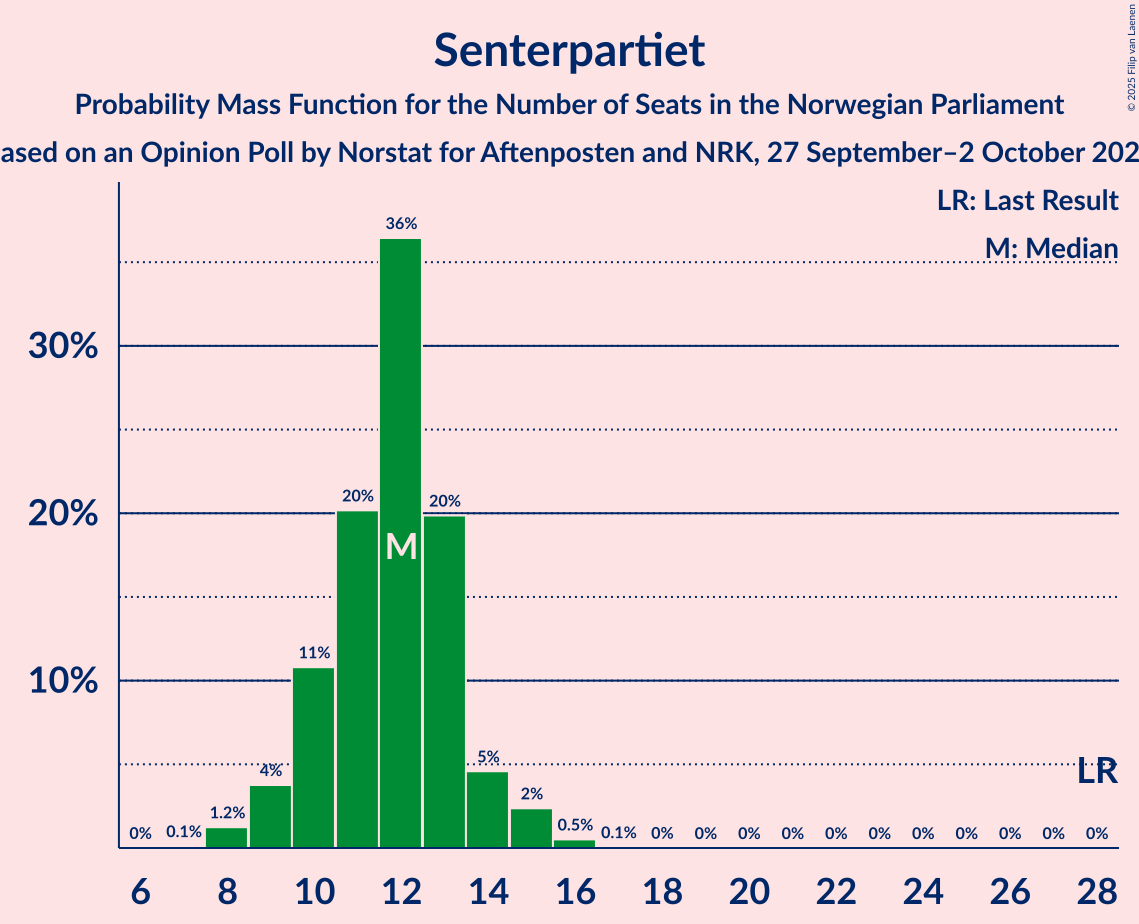 Senterpartiet
Probability Mass Function for the Number of Seats in the Norwegian Parliament
ased on an Opinion Poll by Norstat for Aftenposten and NRK, 27 September–2 October 202
© 2025 Filip van Laenen
LR: Last Result
M: Median
36%
30%
20%
20%
20%
M
11%
10%
5%
4%
LR
2%
1.2%
0.5%
0% 0.1% 0.1% 0% 0% 0% 0% 0% 0% 0% 0% 0% 0% 0%
6 8 10 12 14 16 18 20 22 24 26 28